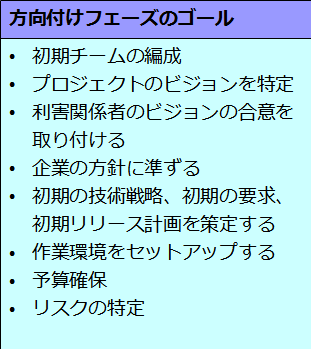 方向付けフェーズのゴール
• 初期チームの編成
• プロジェクトのビジョンを特定
• 利害関係者のビジョンの合意を
取り付ける
• 企業の方針に準ずる
• 初期の技術戦略、初期の要求、
初期リリース計画を策定する
• 作業環境をセットアップする
• 予算確保
• リスクの特定